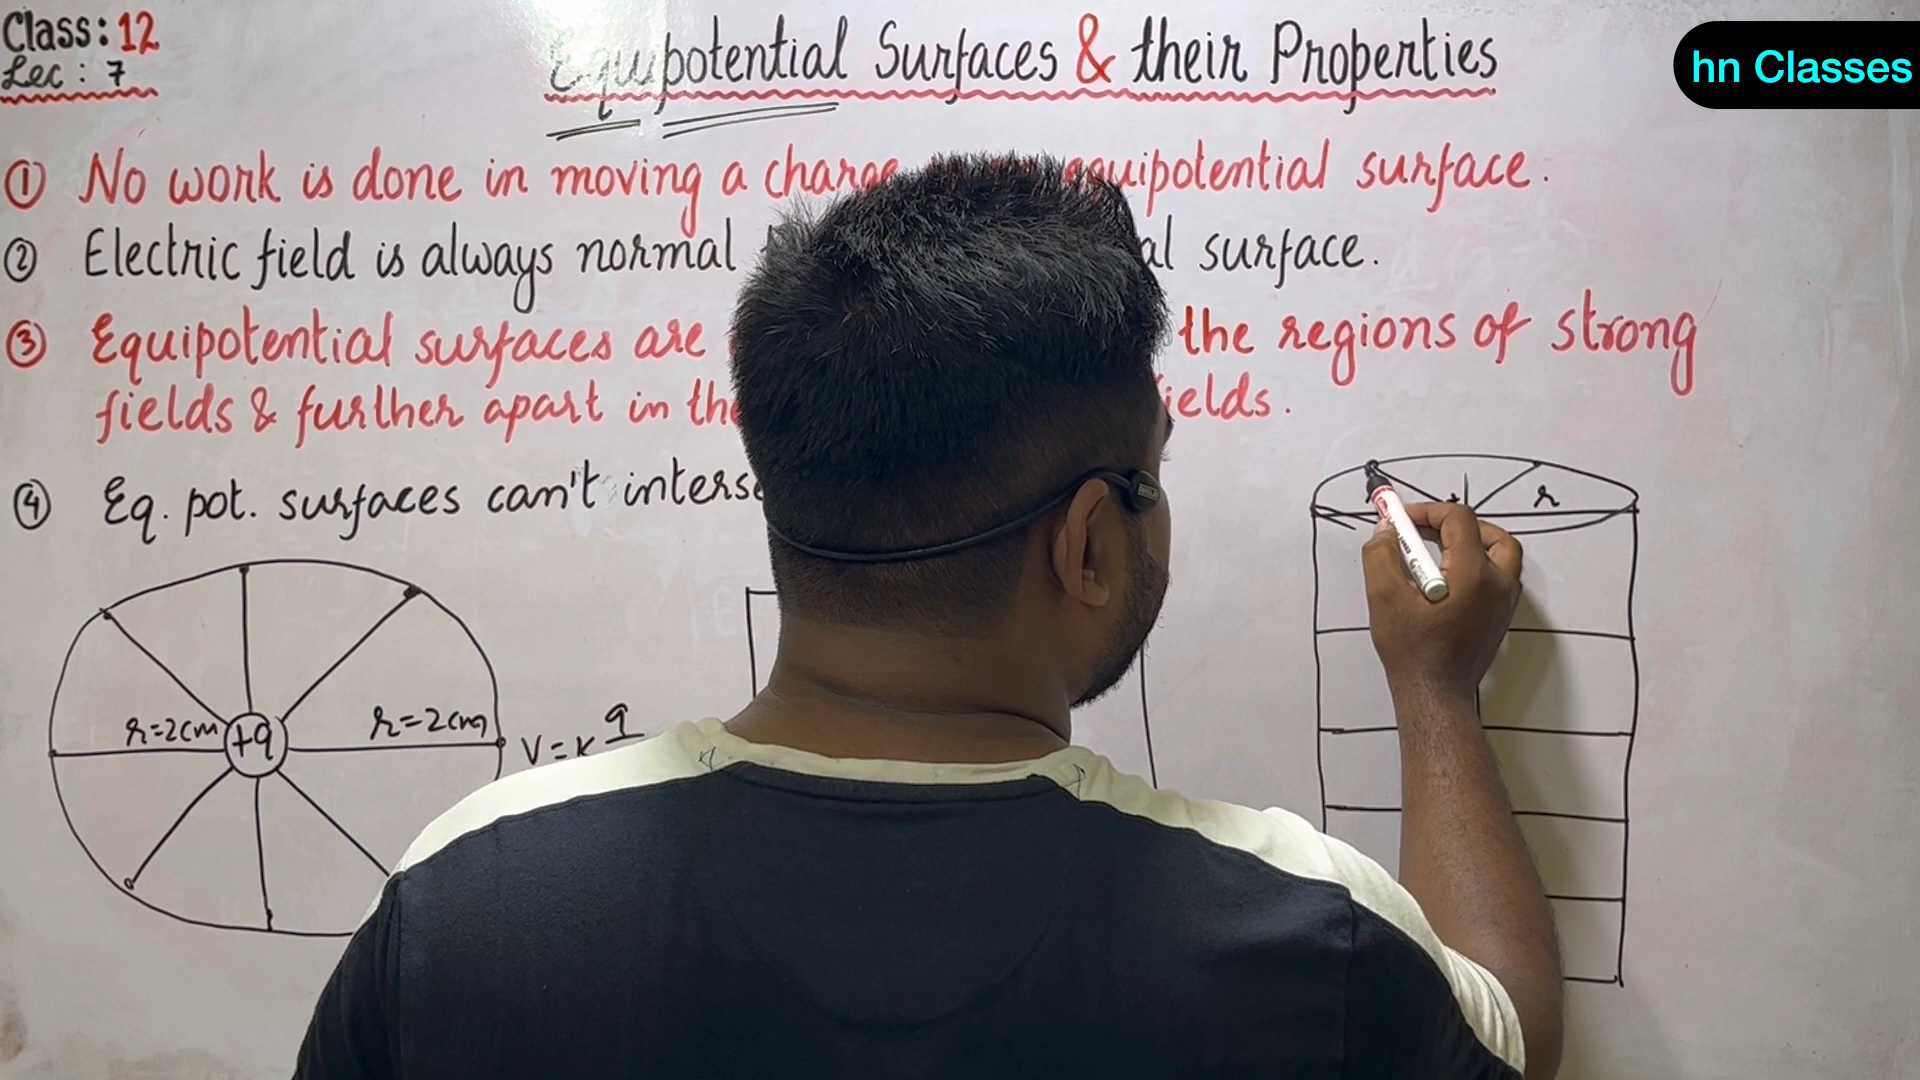 Class: 12
Lec : 7
Equipotential Surfaces & their Properties
hn Classes
① No work is done in moving a charge equipotential surface.
② Electric field is always normal al surface.
③ Equipotential surfaces are the regions of strong
fields & further apart in the ields.
④ Eq. pot. surfaces can't interse
r
r=2cm +q r=2cm
V=K q